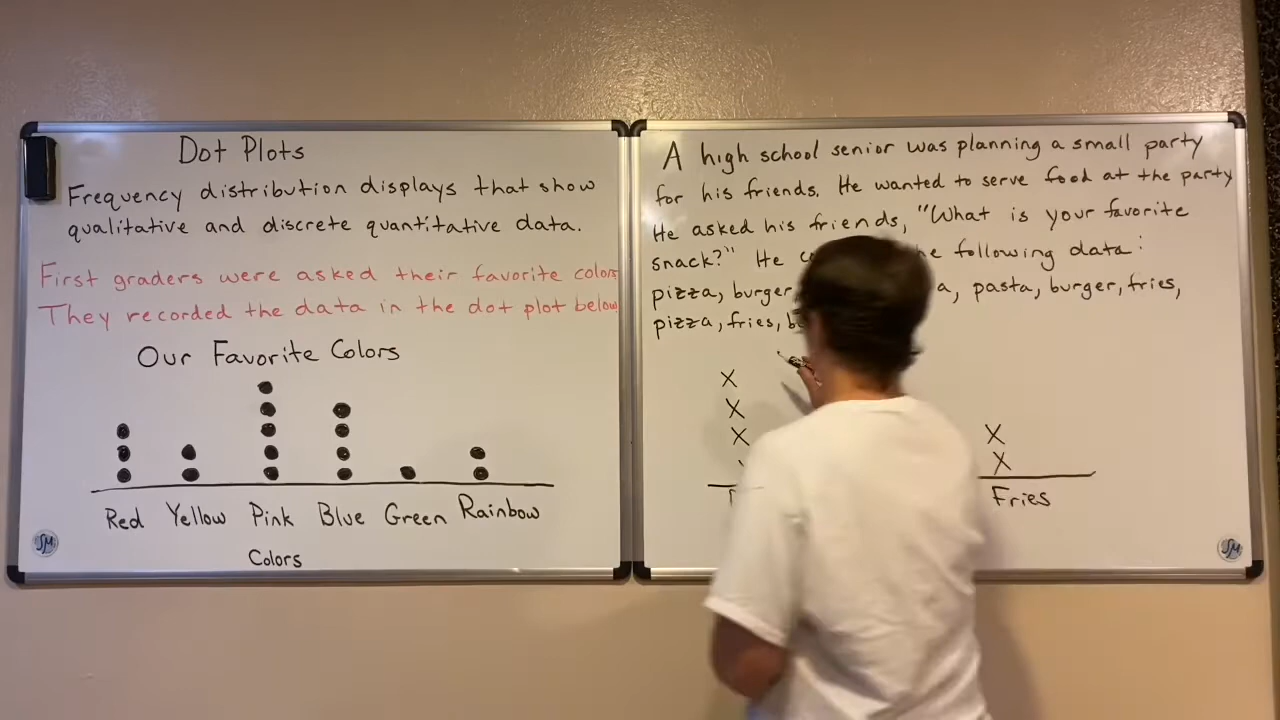 Dot Plots
Frequency distribution displays that show
qualitative and discrete quantitative data.
First graders were asked their favorite colors
They recorded the data in the dot plot below
Our Favorite Colors
Red Yellow Pink Blue Green Rainbow
Colors
SM
A high school senior was planning a small party
for his friends. He wanted to serve food at the party
He asked his friends, "What is your favorite
snack?" He following data:
pizza, burger pasta, burger, fries,
pizza, fries,
X
X
X
X
X
Fries
SM